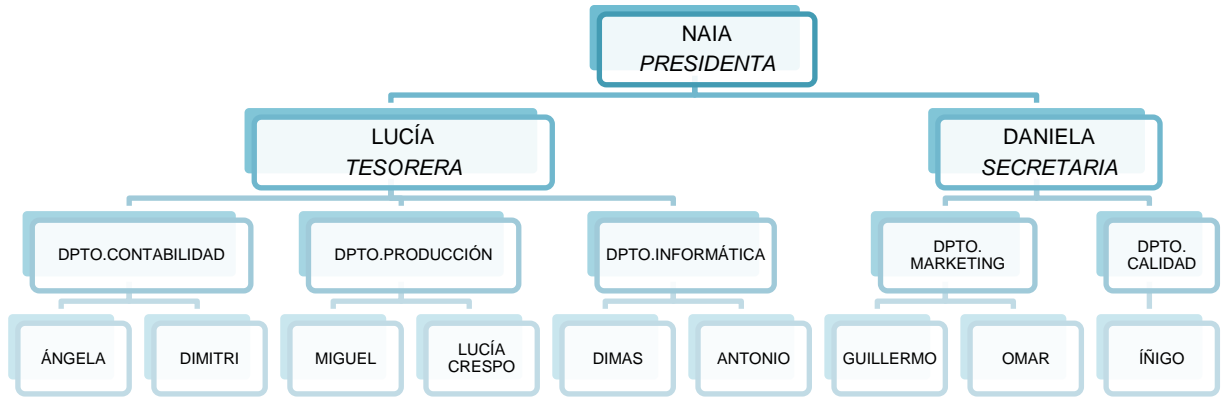 NAIA
PRESIDENTA
LUCÍA
TESORERA
DANIELA
SECRETARIA
DPTO.CONTABILIDAD
DPTO.PRODUCCIÓN
DPTO.INFORMÁTICA
DPTO.
MARKETING
DPTO.
CALIDAD
ÁNGELA
DIMITRI
MIGUEL
LUCÍA
CRESPO
DIMAS
ANTONIO
GUILLERMO
OMAR
ÍÑIGO